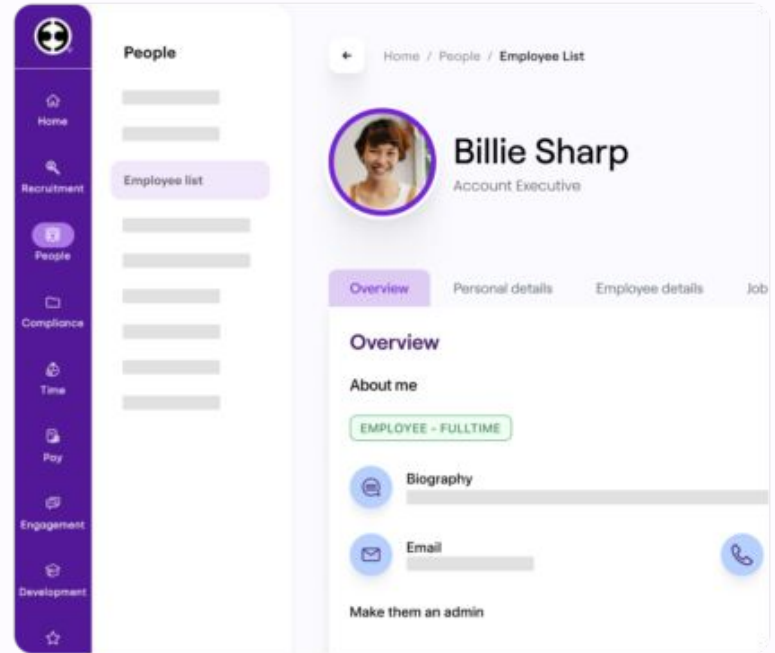 Home
Recruitment
People
Compliance
Time
Pay
Engagement
Development
People
Employee list
Home / People / Employee List
Billie Sharp
Account Executive
Overview
Personal details
Employee details
Job
Overview
About me
EMPLOYEE - FULLTIME
Biography
Email
Make them an admin